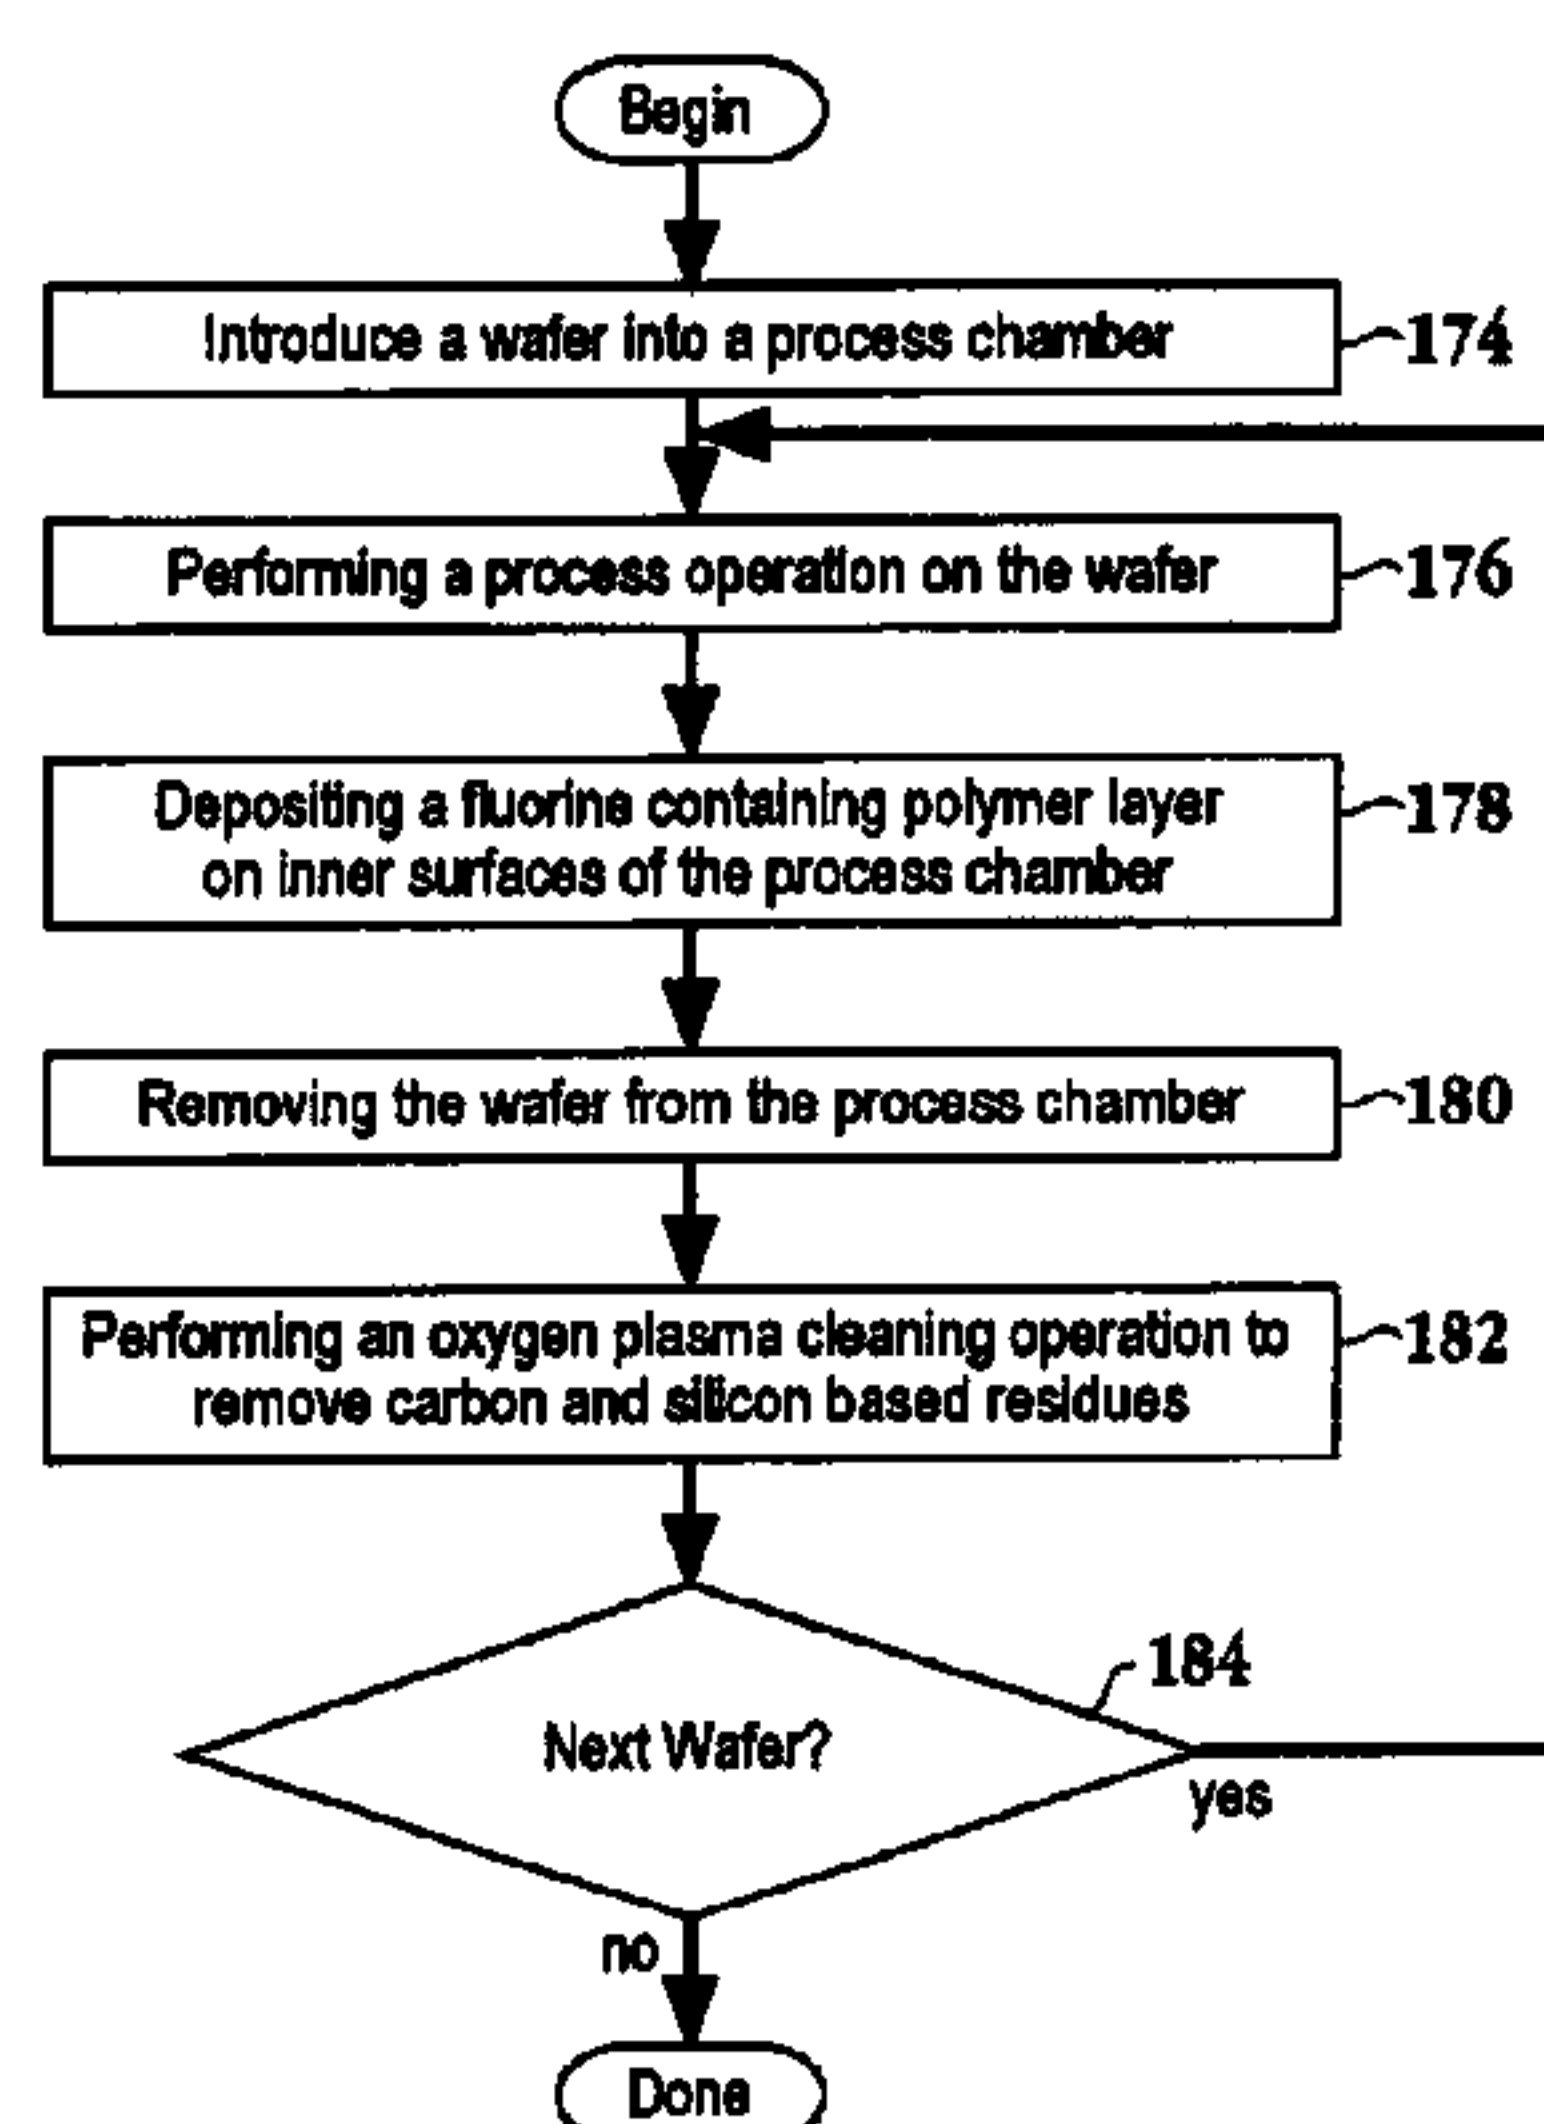 Begin
Introduce a wafer into a process chamber
174
Performing a process operation on the wafer
176
Depositing a fluorine containing polymer layer
on inner surfaces of the process chamber
178
Removing the wafer from the process chamber
180
Performing an oxygen plasma cleaning operation to
remove carbon and silicon based residues
182
184
Next Wafer?
yes
no
Done